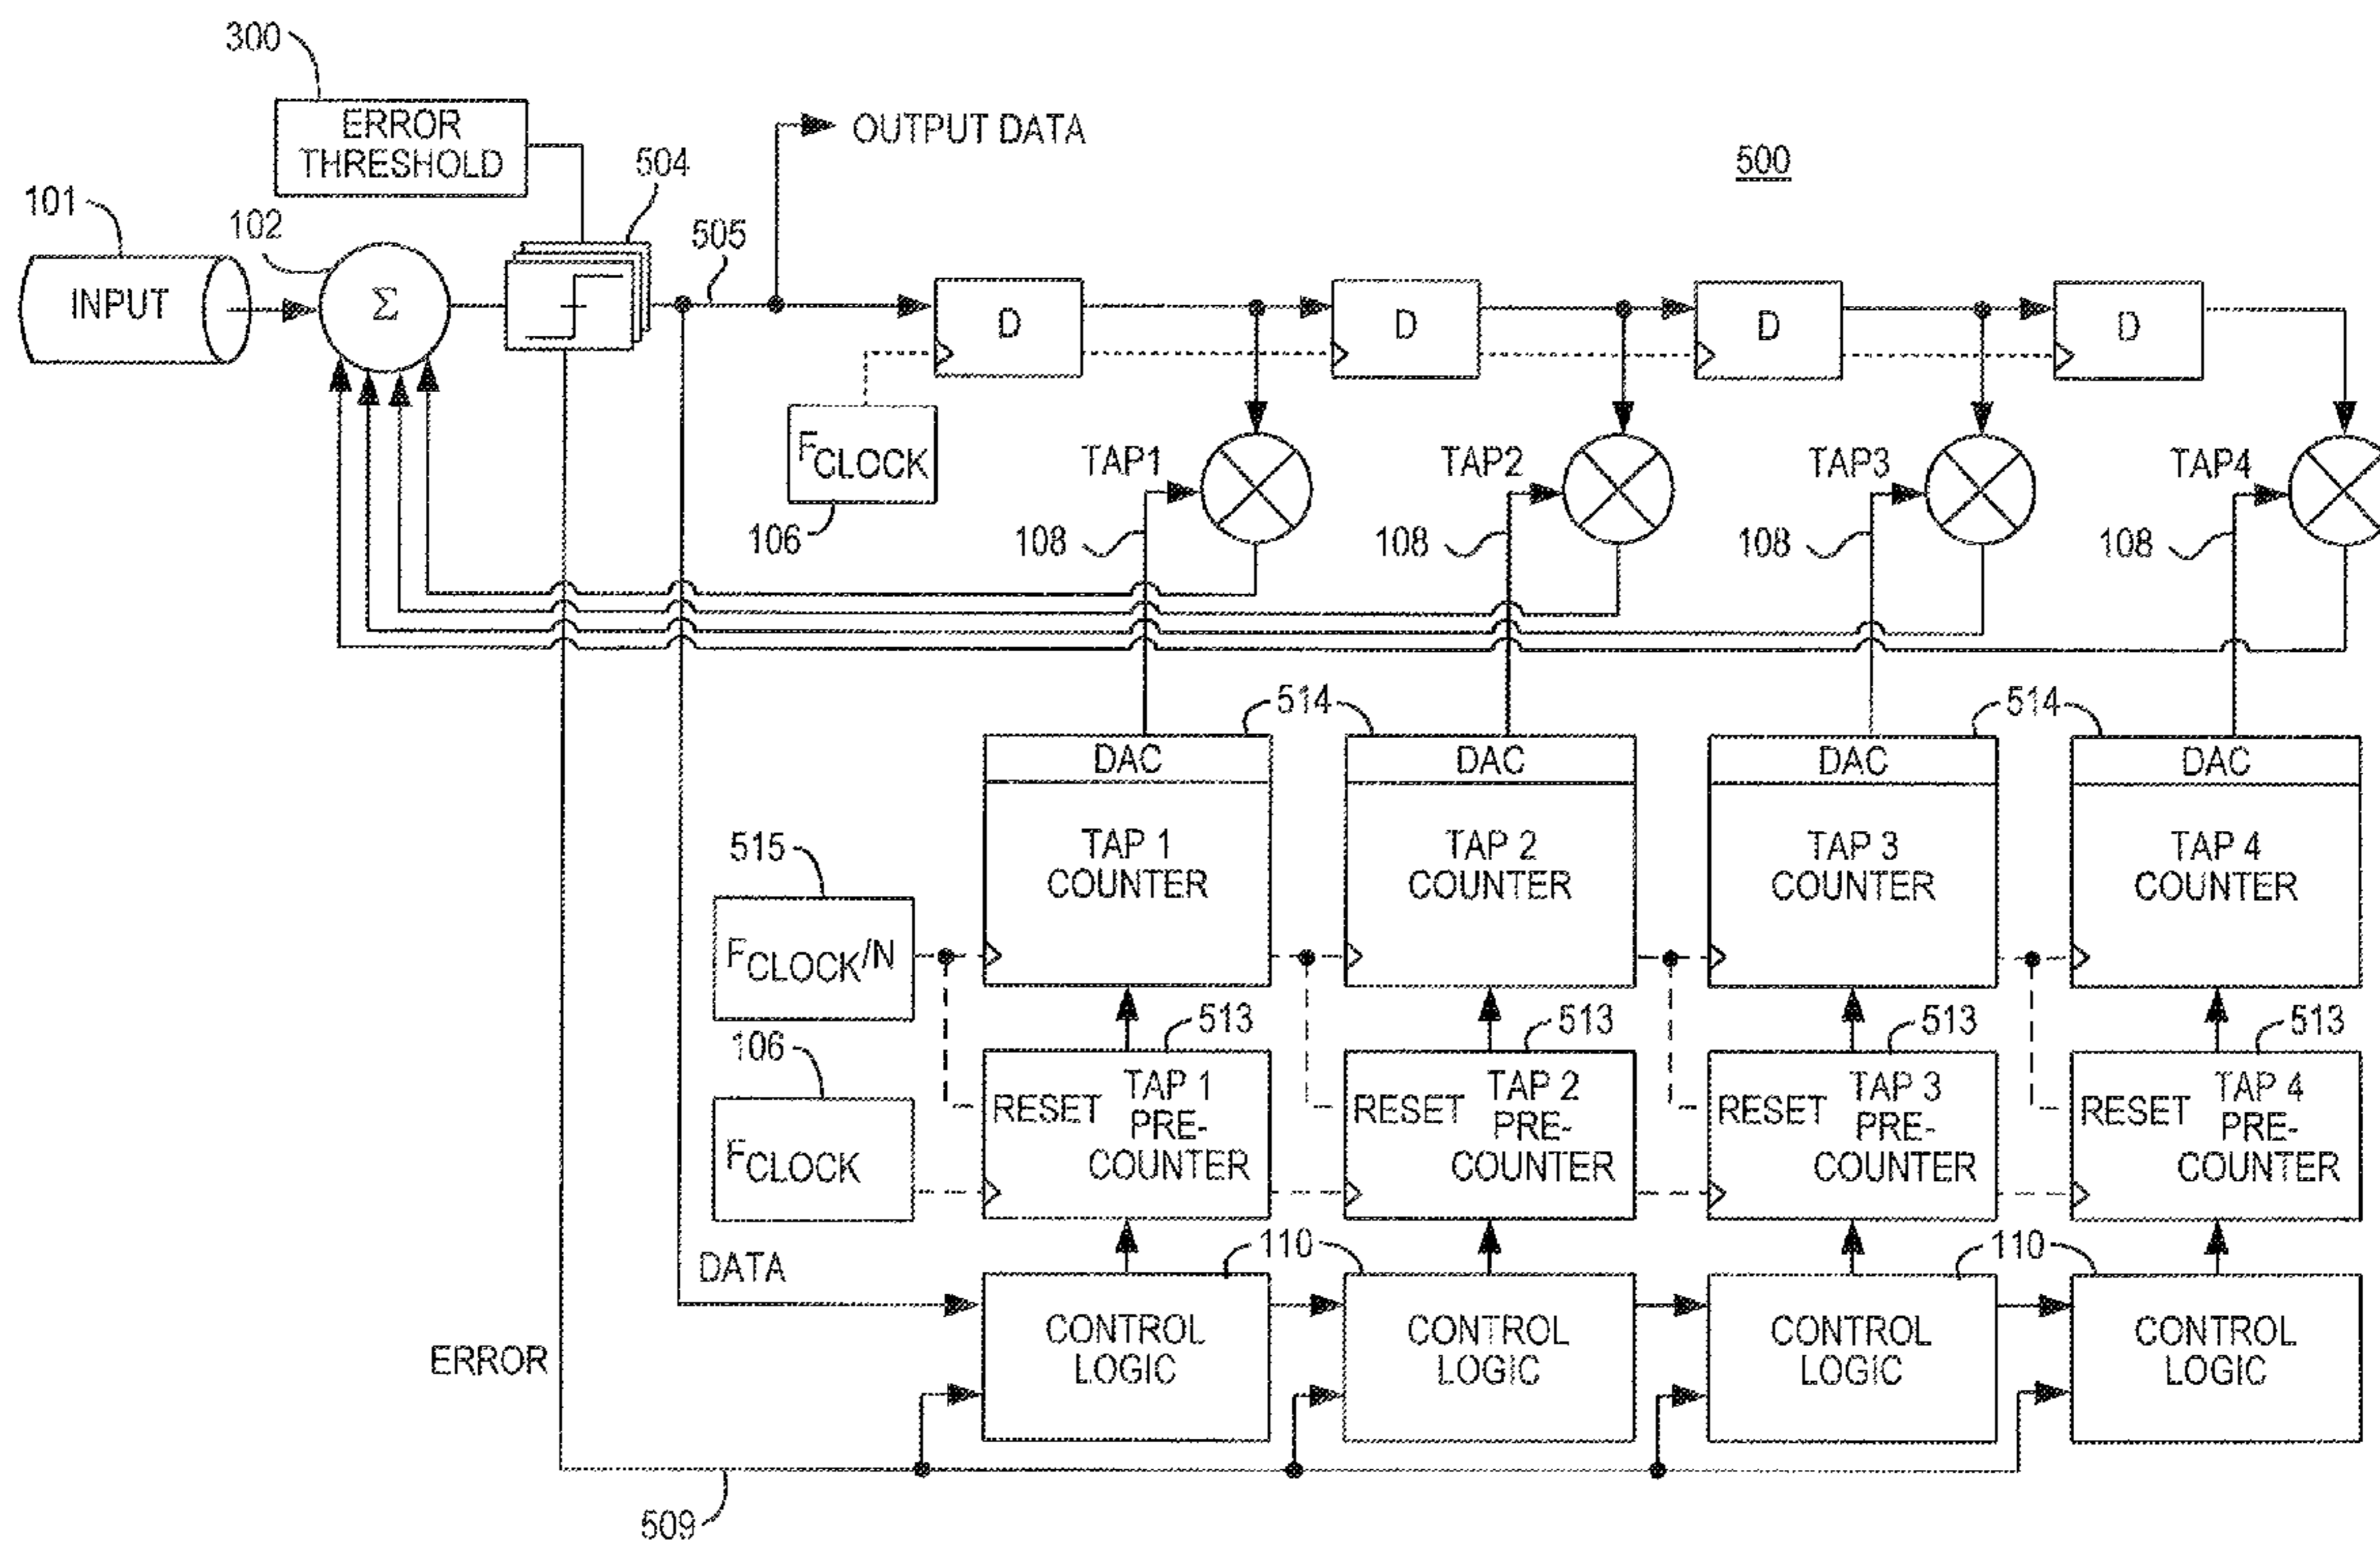 300
ERROR
THRESHOLD
504
OUTPUT DATA
500
101
102
505
INPUT
Σ
D
D
D
D
FCLOCK
106
TAP1
TAP2
TAP3
TAP4
108
108
108
108
514
514
DAC
DAC
DAC
DAC
TAP 1
COUNTER
TAP 2
COUNTER
TAP 3
COUNTER
TAP 4
COUNTER
515
FCLOCK/N
513
513
513
513
106
FCLOCK
RESET
TAP 1
PRE-
COUNTER
RESET
TAP 2
PRE-
COUNTER
RESET
TAP 3
PRE-
COUNTER
RESET
TAP 4
PRE-
COUNTER
110
110
DATA
CONTROL
LOGIC
CONTROL
LOGIC
CONTROL
LOGIC
CONTROL
LOGIC
ERROR
509